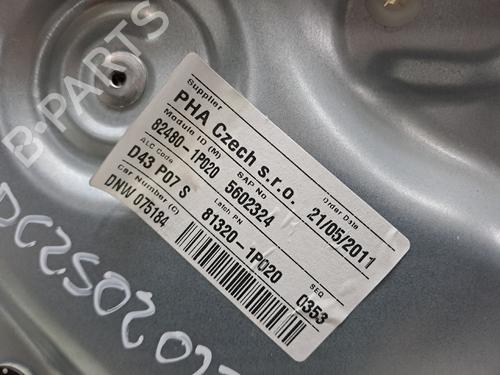 B-PARTS
Supplier
PHA Czech s.r.o.
Order Date
21/05/2011
Module ID (M)
82480-1P020
SAP No
5602324
ALC Code
D43 P07 S
Latch PN
81320-1P020
SEQ
0353
Car Number (C)
DNW 075184